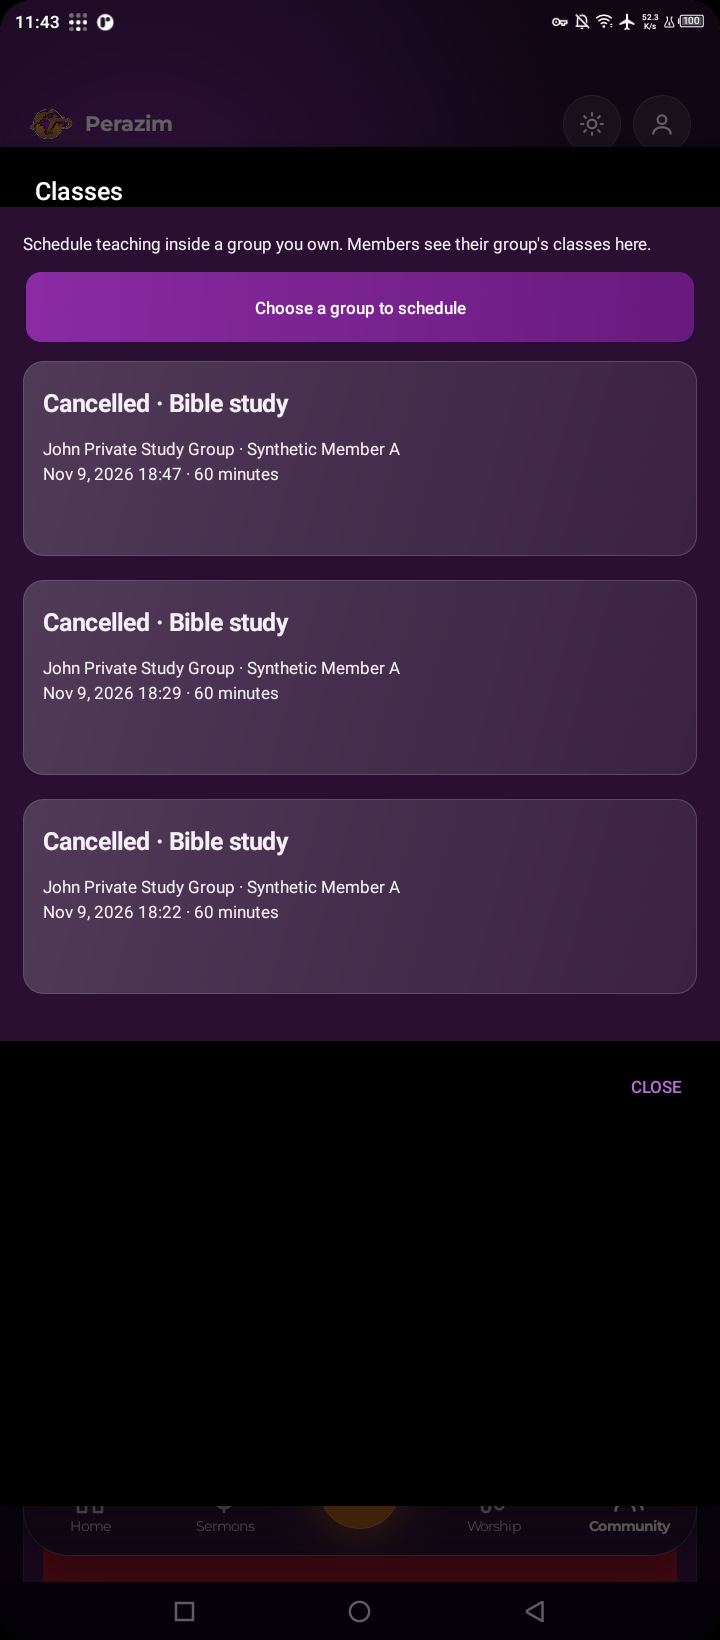 11:43
52.3
K/s
100
Perazim
Classes
Schedule teaching inside a group you own. Members see their group's classes here.
Choose a group to schedule
Cancelled · Bible study
John Private Study Group · Synthetic Member A
Nov 9, 2026 18:47 · 60 minutes
Cancelled · Bible study
John Private Study Group · Synthetic Member A
Nov 9, 2026 18:29 · 60 minutes
Cancelled · Bible study
John Private Study Group · Synthetic Member A
Nov 9, 2026 18:22 · 60 minutes
CLOSE
Home
Sermons
Worship
Community